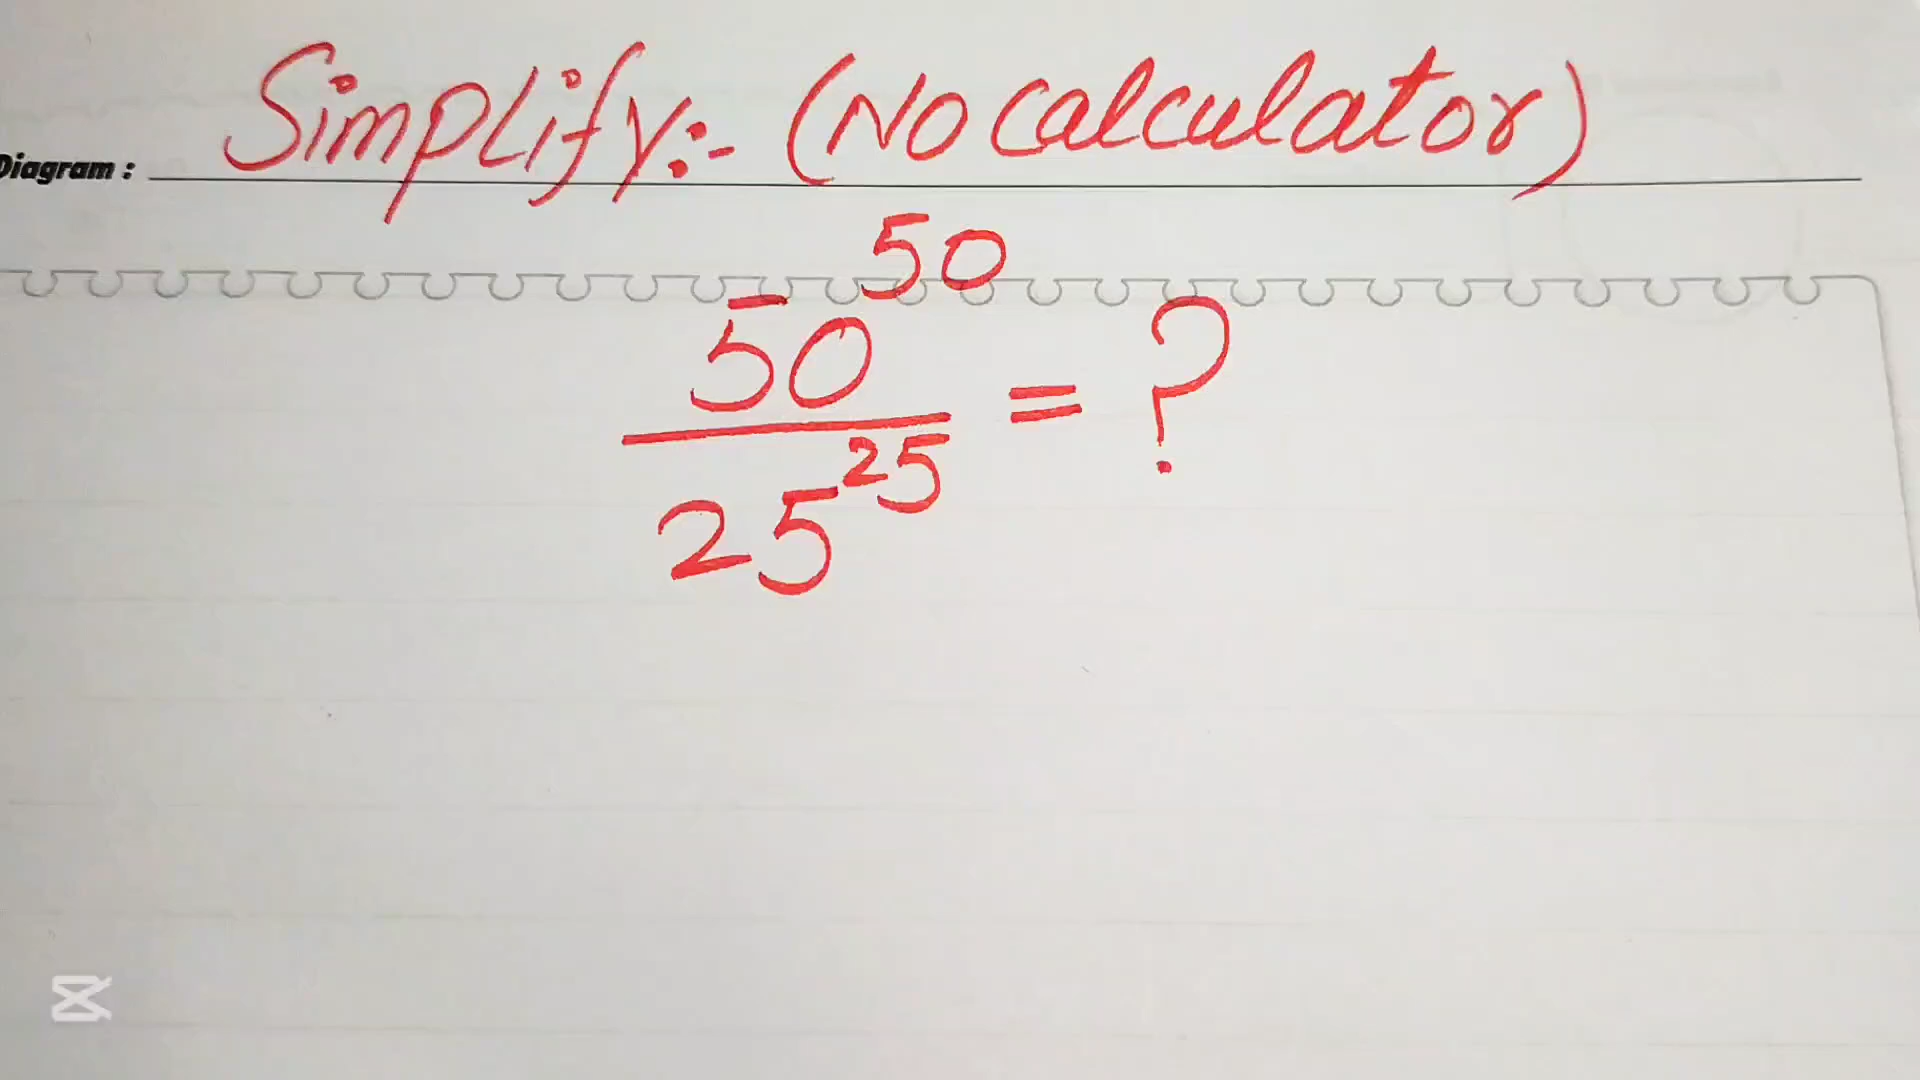 Simplify:- (No calculator)
Diagram :
50^50
/ 25^25 = ?